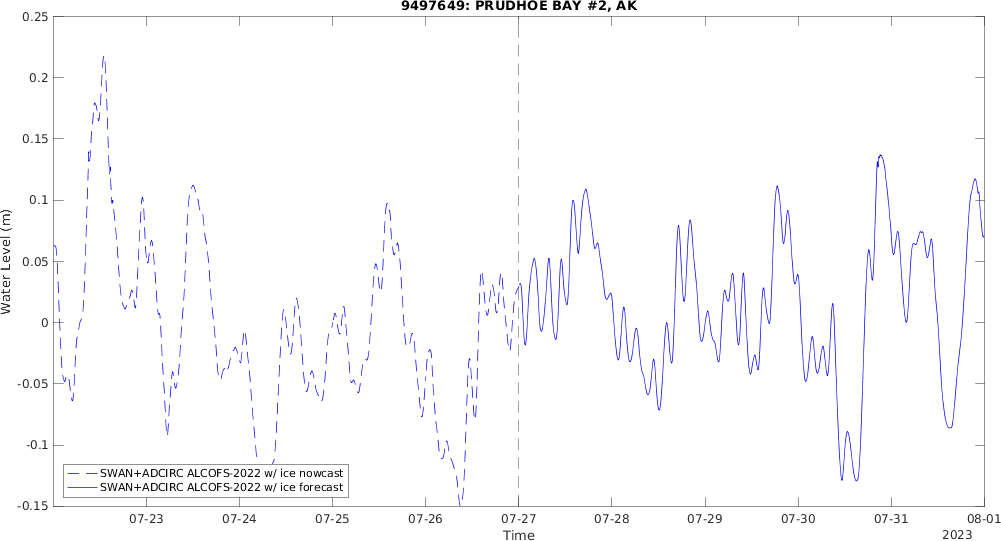 9497649: PRUDHOE BAY #2, AK
0.25
0.2
0.15
0.1
0.05
0
-0.05
-0.1
-0.15
Water Level (m)
SWAN+ADCIRC ALCOFS-2022 w/ ice nowcast
SWAN+ADCIRC ALCOFS-2022 w/ ice forecast
07-23 07-24 07-25 07-26 07-27 07-28 07-29 07-30 07-31 08-01
Time
2023